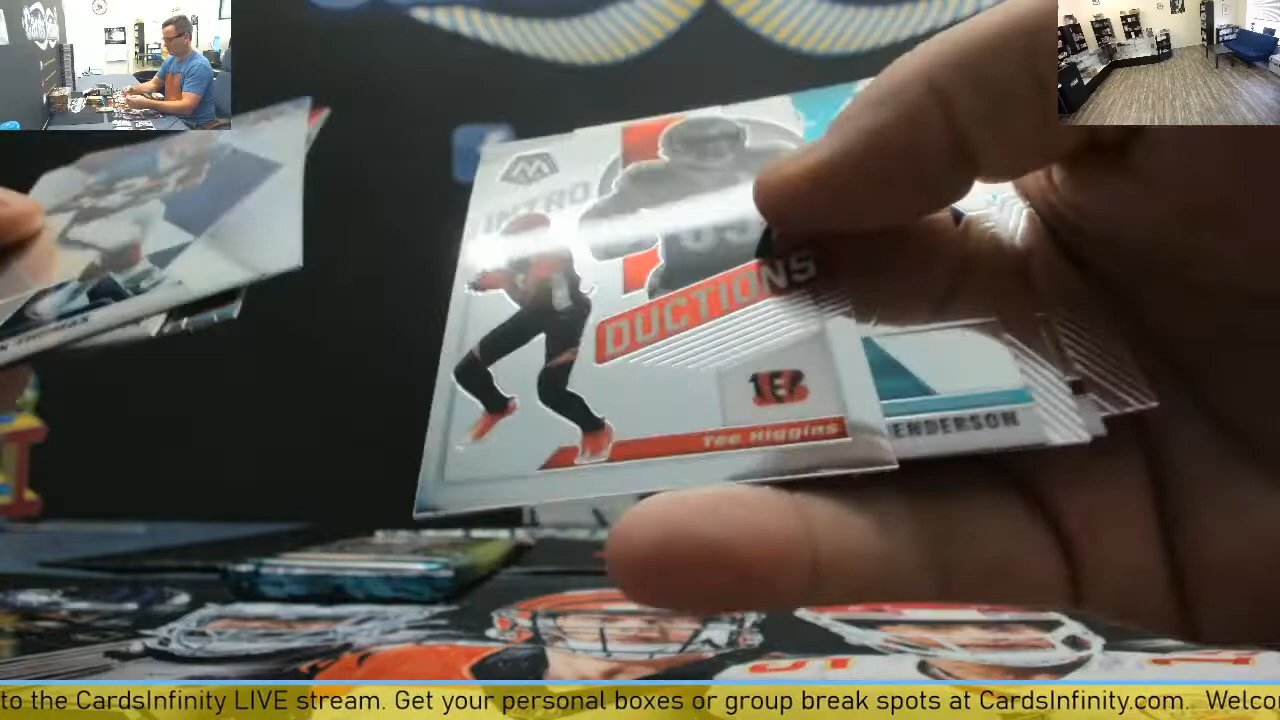 INTRO
DUCTIONS
Tee Higgins
ENDERSON
to the CardsInfinity LIVE stream. Get your personal boxes or group break spots at CardsInfinity.com. Welco